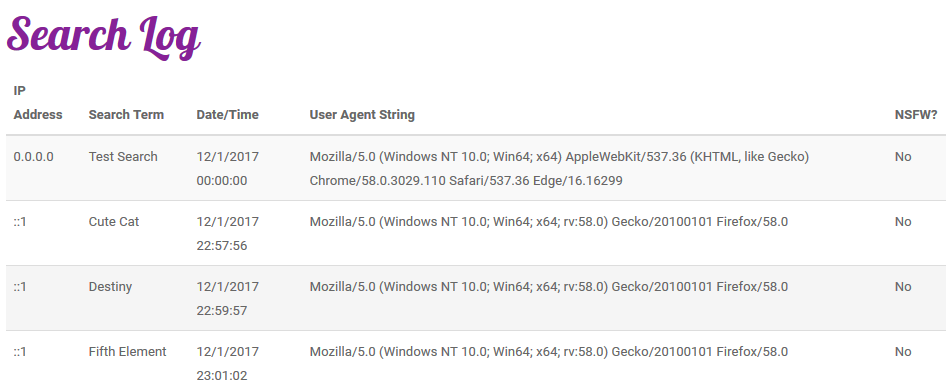 Search Log
IP
Address Search Term Date/Time User Agent String NSFW?
0.0.0.0 Test Search 12/1/2017 Mozilla/5.0 (Windows NT 10.0; Win64; x64) AppleWebKit/537.36 (KHTML, like Gecko) No
00:00:00 Chrome/58.0.3029.110 Safari/537.36 Edge/16.16299
::1 Cute Cat 12/1/2017 Mozilla/5.0 (Windows NT 10.0; Win64; x64; rv:58.0) Gecko/20100101 Firefox/58.0 No
22:57:56
::1 Destiny 12/1/2017 Mozilla/5.0 (Windows NT 10.0; Win64; x64; rv:58.0) Gecko/20100101 Firefox/58.0 No
22:59:57
::1 Fifth Element 12/1/2017 Mozilla/5.0 (Windows NT 10.0; Win64; x64; rv:58.0) Gecko/20100101 Firefox/58.0 No
23:01:02